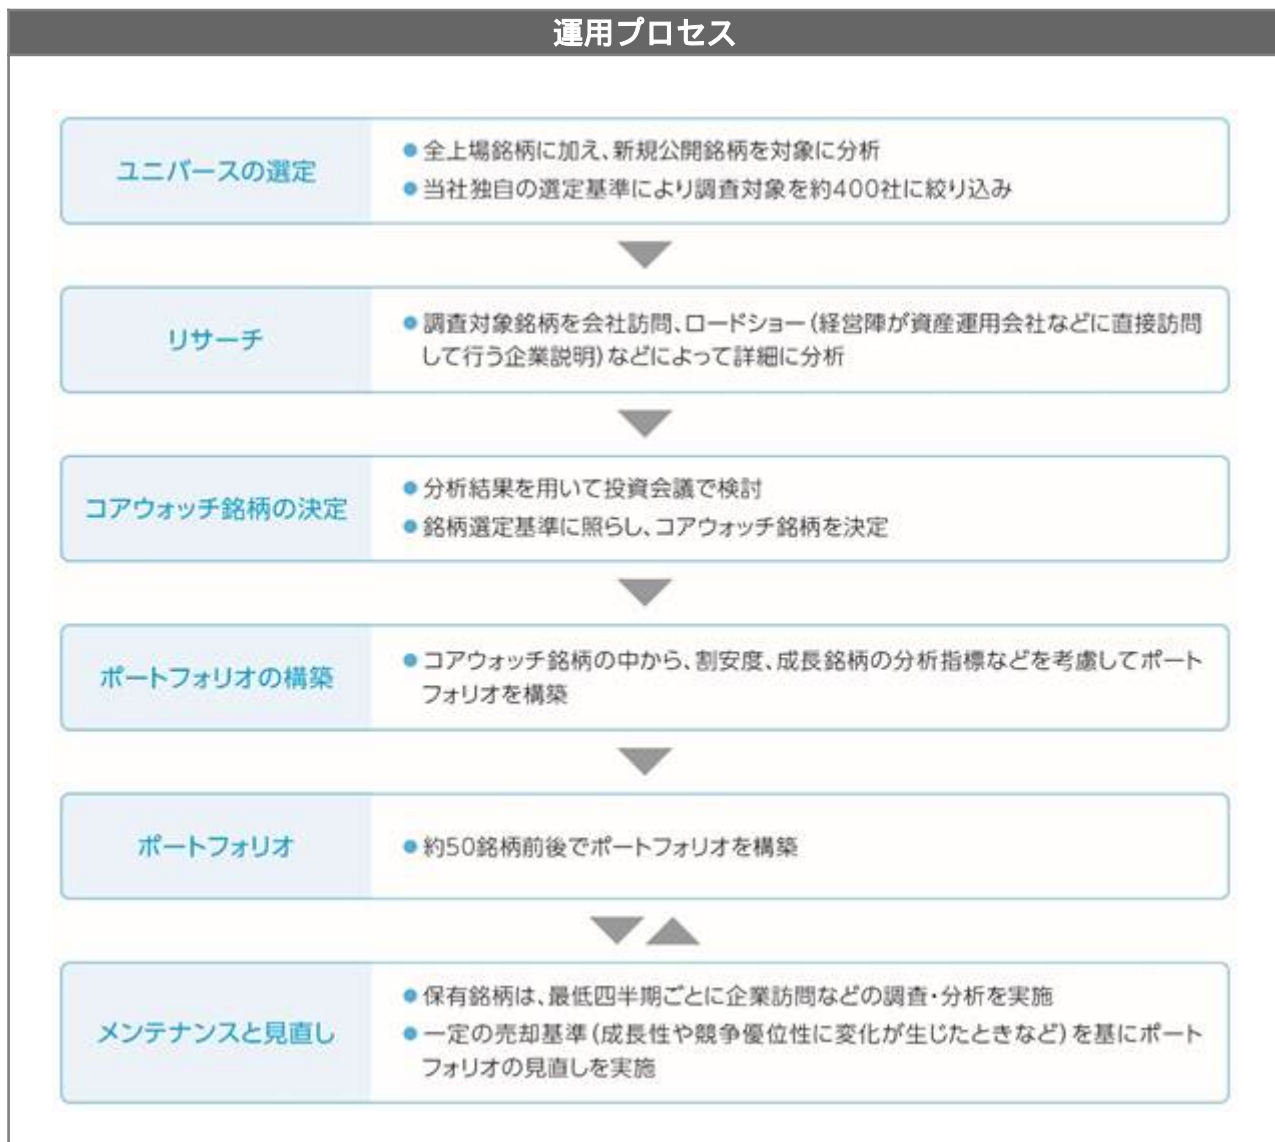 運用プロセス
ユニバースの選定
●全上場銘柄に加え、新規公開銘柄を対象に分析
●当社独自の選定基準により調査対象を約400社に絞り込み
リサーチ
●調査対象銘柄を会社訪問、ロードショー(経営陣が資産運用会社などに直接訪問
して行う企業説明)などによって詳細に分析
コアウォッチ銘柄の決定
●分析結果を用いて投資会議で検討
●銘柄選定基準に照らし、コアウォッチ銘柄を決定
ポートフォリオの構築
●コアウォッチ銘柄の中から、割安度、成長銘柄の分析指標などを考慮してポート
フォリオを構築
ポートフォリオ
●約50銘柄前後でポートフォリオを構築
メンテナンスと見直し
●保有銘柄は、最低四半期ごとに企業訪問などの調査・分析を実施
●一定の売却基準(成長性や競争優位性に変化が生じたときなど)を基にポート
フォリオの見直しを実施